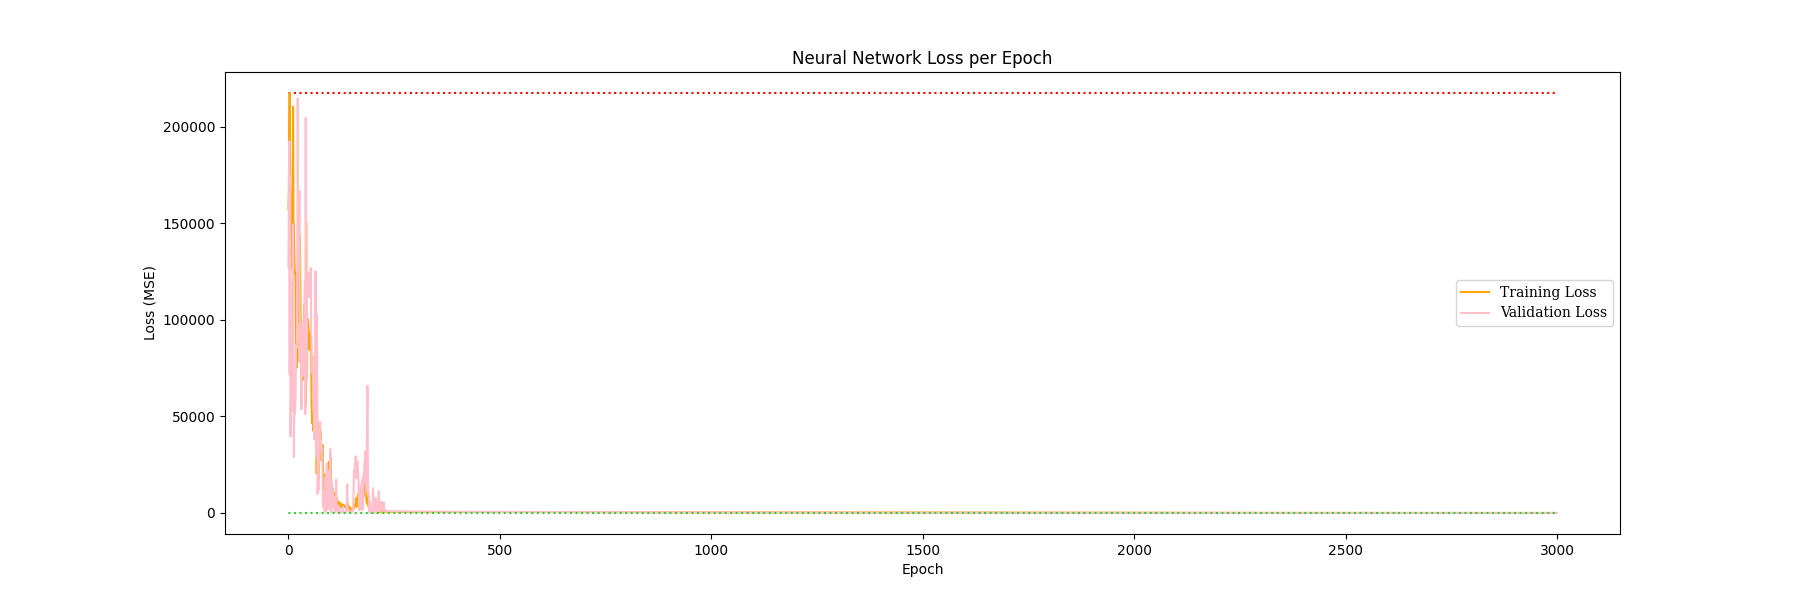 Neural Network Loss per Epoch
200000
150000
100000
50000
0
Loss (MSE)
Training Loss
Validation Loss
0 500 1000 1500 2000 2500 3000
Epoch